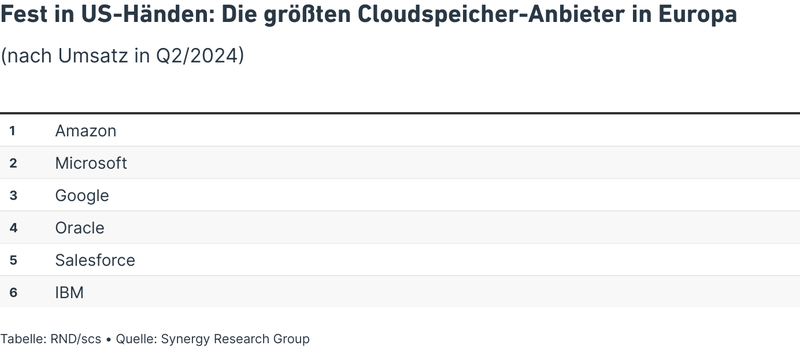 Fest in US-Händen: Die größten Cloudspeicher-Anbieter in Europa
(nach Umsatz in Q2/2024)
1 Amazon
2 Microsoft
3 Google
4 Oracle
5 Salesforce
6 IBM
Tabelle: RND/scs • Quelle: Synergy Research Group